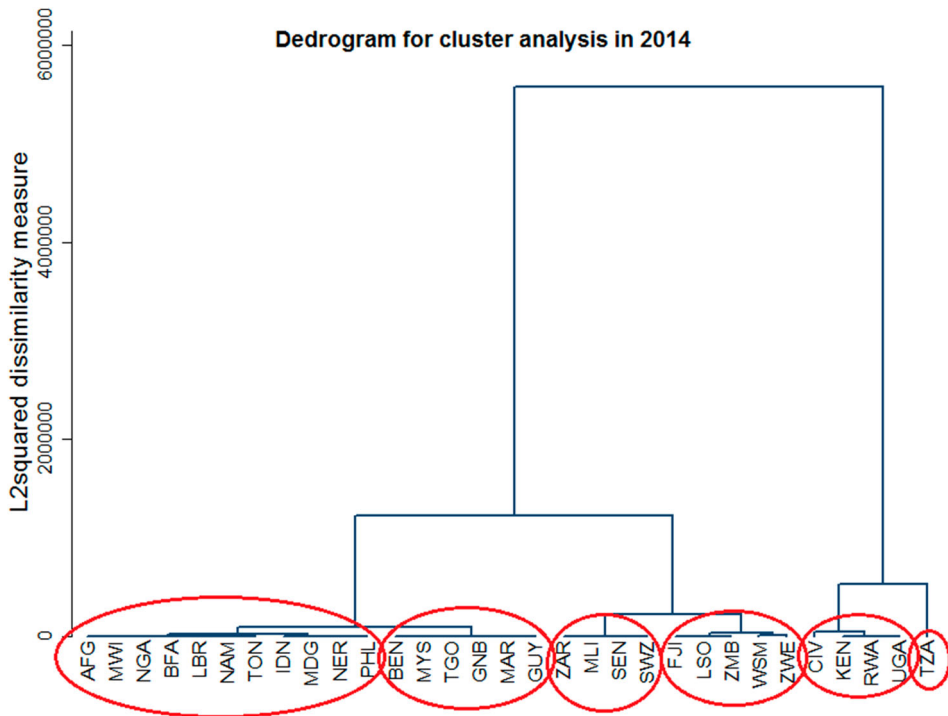 Dedrogram for cluster analysis in 2014
L2squared dissimilarity measure
6000000
4000000
2000000
0
AFG
MWI
NGA
BFA
LBR
NAM
TON
IDN
MDG
NER
PHL
BEN
MYS
TGO
GNB
MAR
GUY
ZAR
MLI
SEN
SWZ
FJI
LSO
ZMB
WSM
ZWE
CIV
KEN
RWA
UGA
TZA